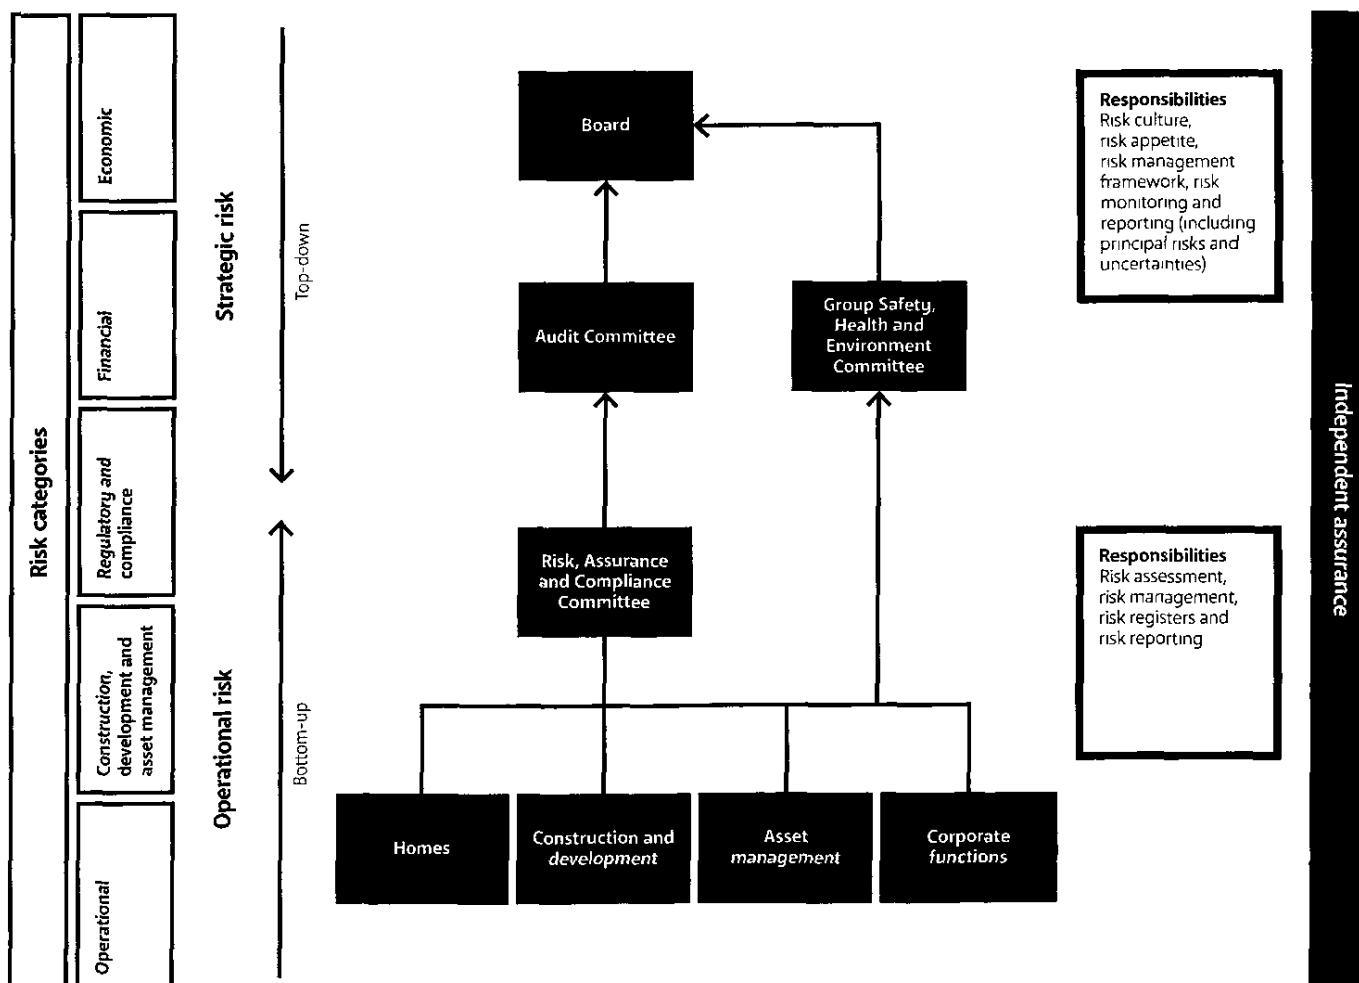 Risk categories
Economic
Financial
Regulatory and
compliance
Construction,
development and
asset management
Operational
Strategic risk
Top-down
Operational risk
Bottom-up
Board
Audit Committee
Group Safety,
Health and
Environment
Committee
Risk, Assurance
and Compliance
Committee
Homes
Construction and
development
Asset
management
Corporate
functions
Responsibilities
Risk culture,
risk appetite,
risk management
framework, risk
monitoring and
reporting (including
principal risks and
uncertainties)
Responsibilities
Risk assessment,
risk management,
risk registers and
risk reporting
Independent assurance